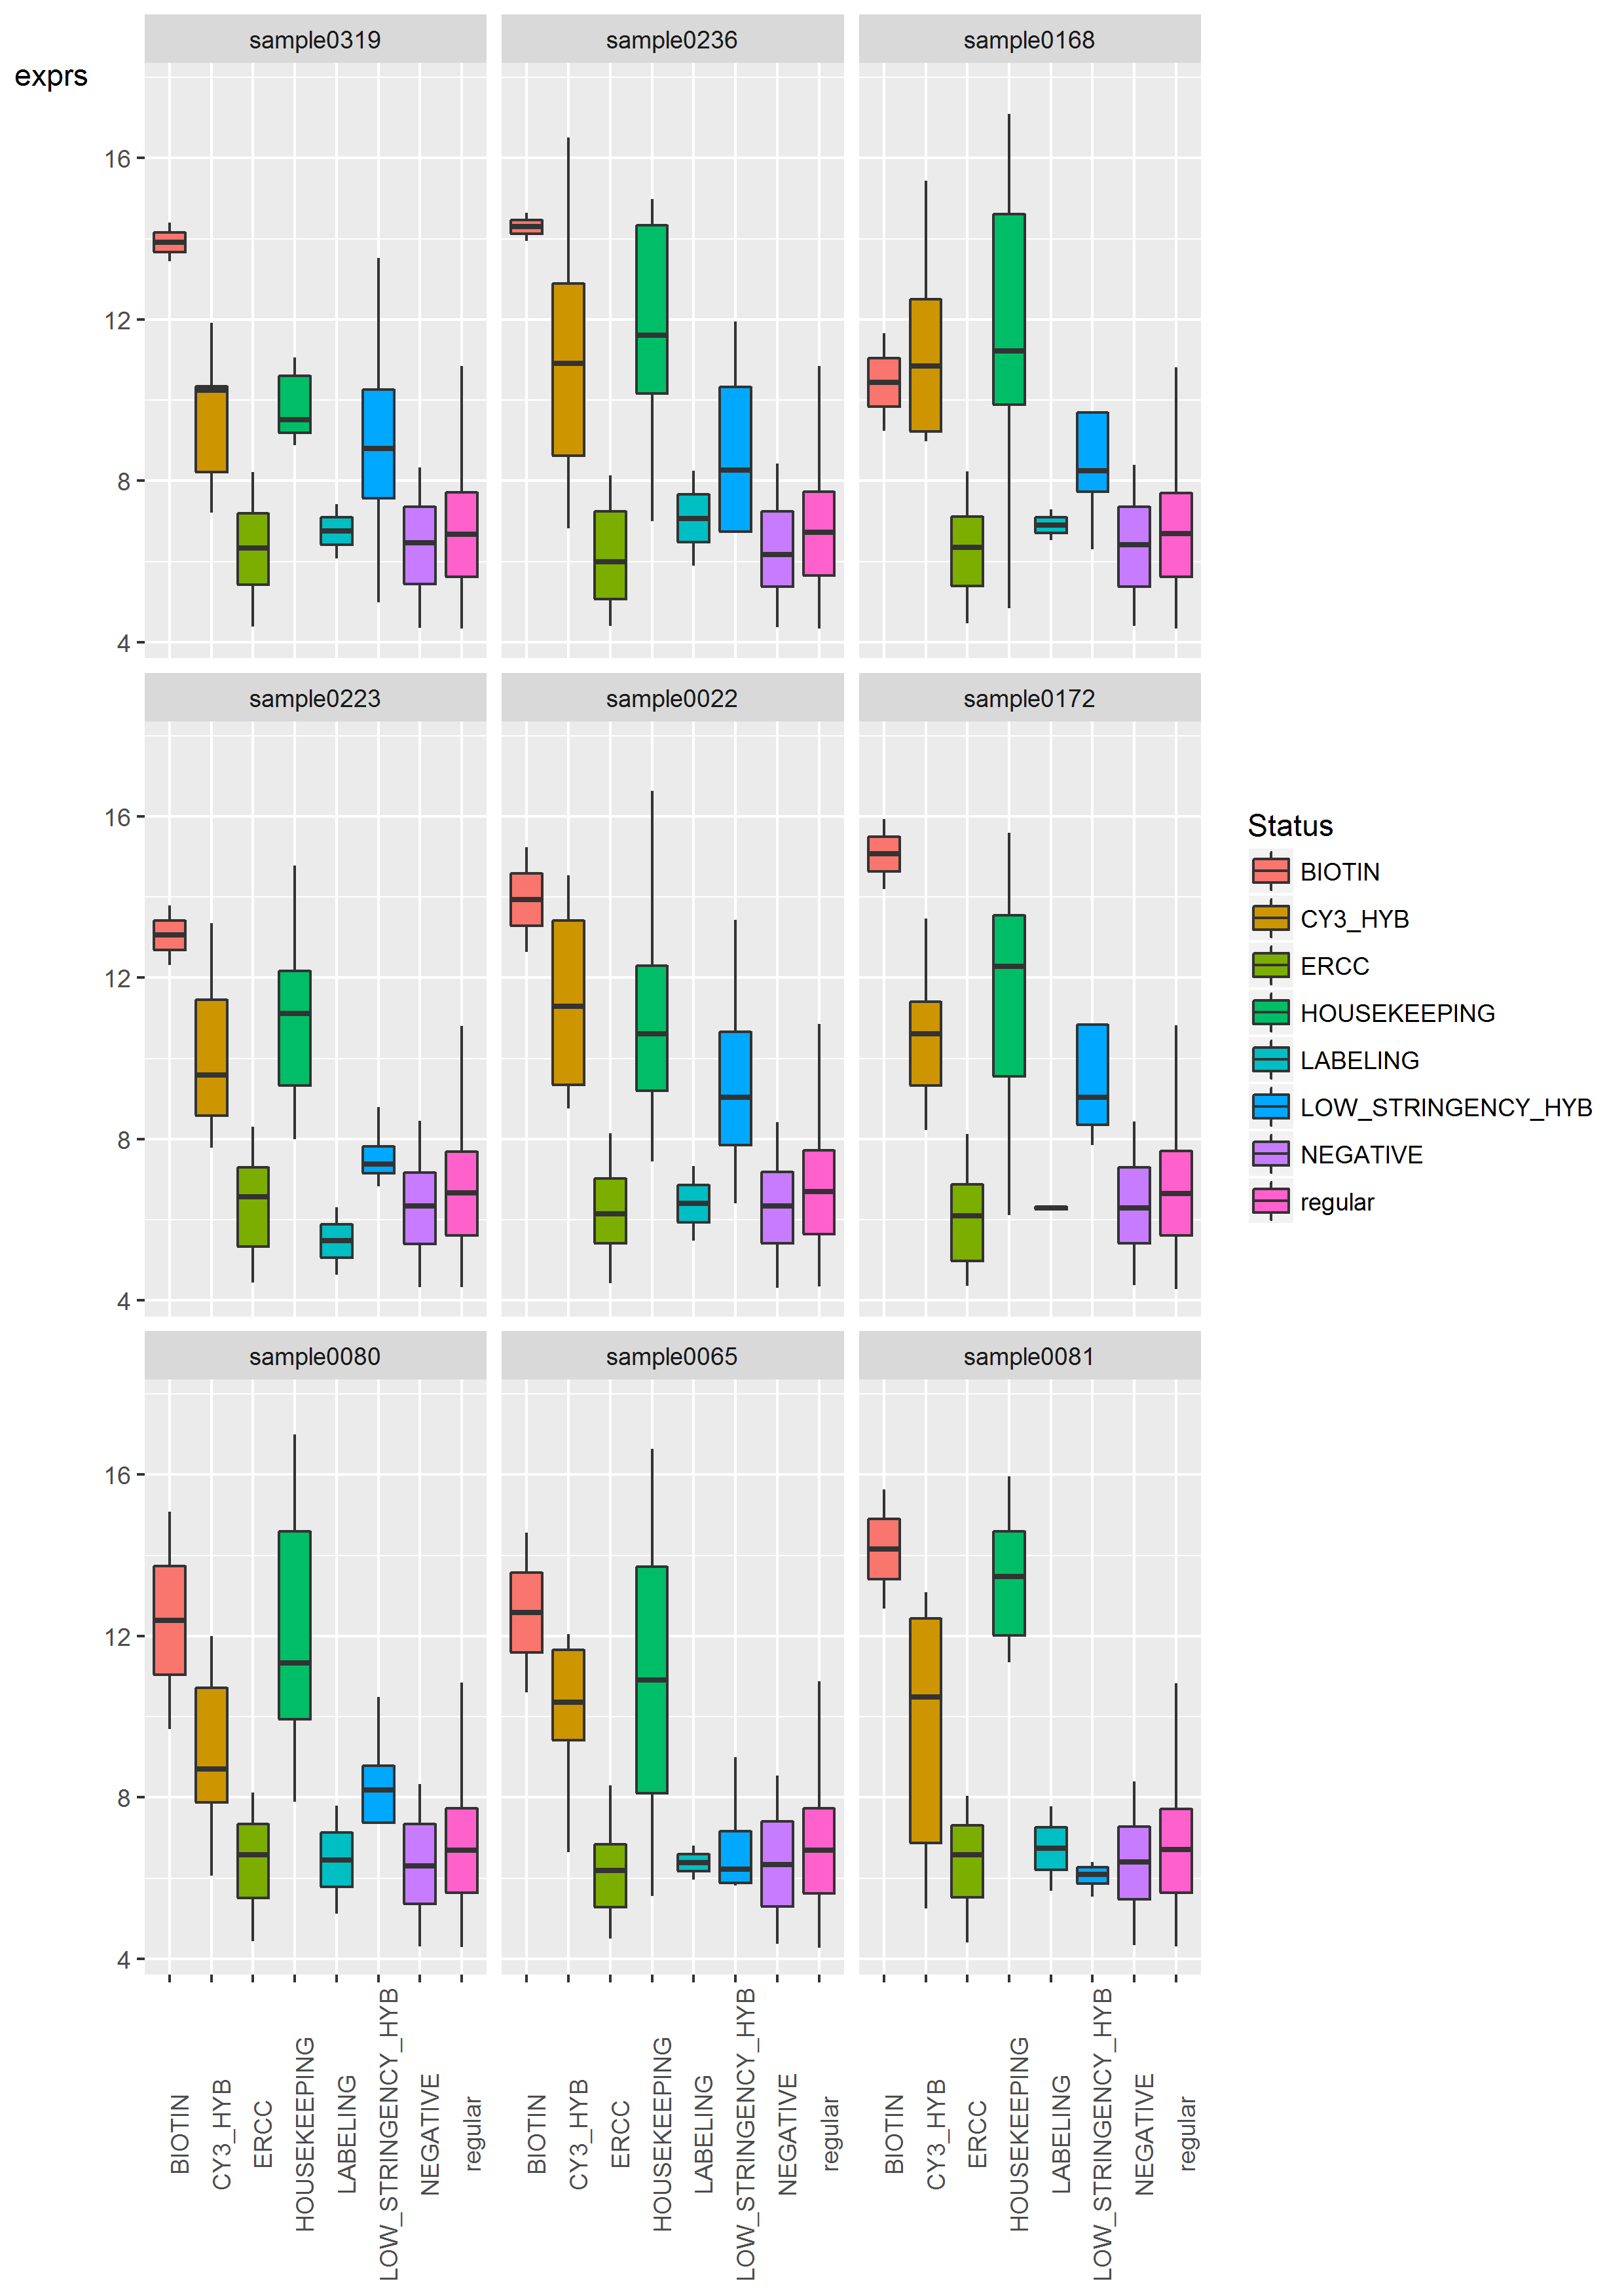 sample0319
sample0236
sample0168
exprs
16
12
8
4
sample0223
sample0022
sample0172
16
12
8
4
Status
BIOTIN
CY3_HYB
ERCC
HOUSEKEEPING
LABELING
LOW_STRINGENCY_HYB
NEGATIVE
regular
sample0080
sample0065
sample0081
16
12
8
4
BIOTIN
CY3_HYB
ERCC
HOUSEKEEPING
LABELING
LOW_STRINGENCY_HYB
NEGATIVE
regular
BIOTIN
CY3_HYB
ERCC
HOUSEKEEPING
LABELING
LOW_STRINGENCY_HYB
NEGATIVE
regular
BIOTIN
CY3_HYB
ERCC
HOUSEKEEPING
LABELING
LOW_STRINGENCY_HYB
NEGATIVE
regular